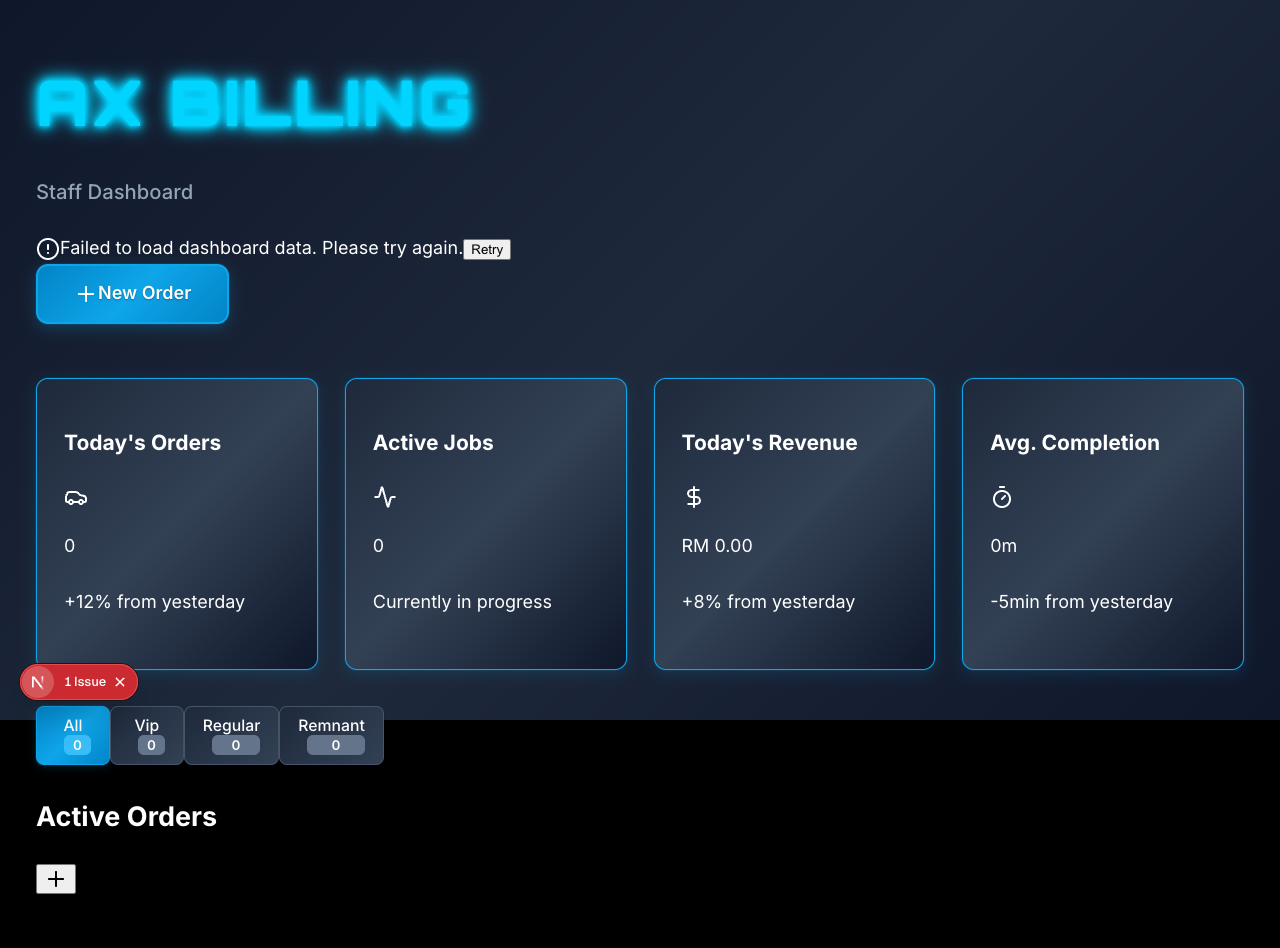 AX BILLING
Staff Dashboard
Failed to load dashboard data. Please try again. Retry
New Order
Today's Orders
0
+12% from yesterday
Active Jobs
0
Currently in progress
Today's Revenue
RM 0.00
+8% from yesterday
Avg. Completion
0m
-5min from yesterday
N 1 Issue
All
0
Vip
0
Regular
0
Remnant
0
Active Orders